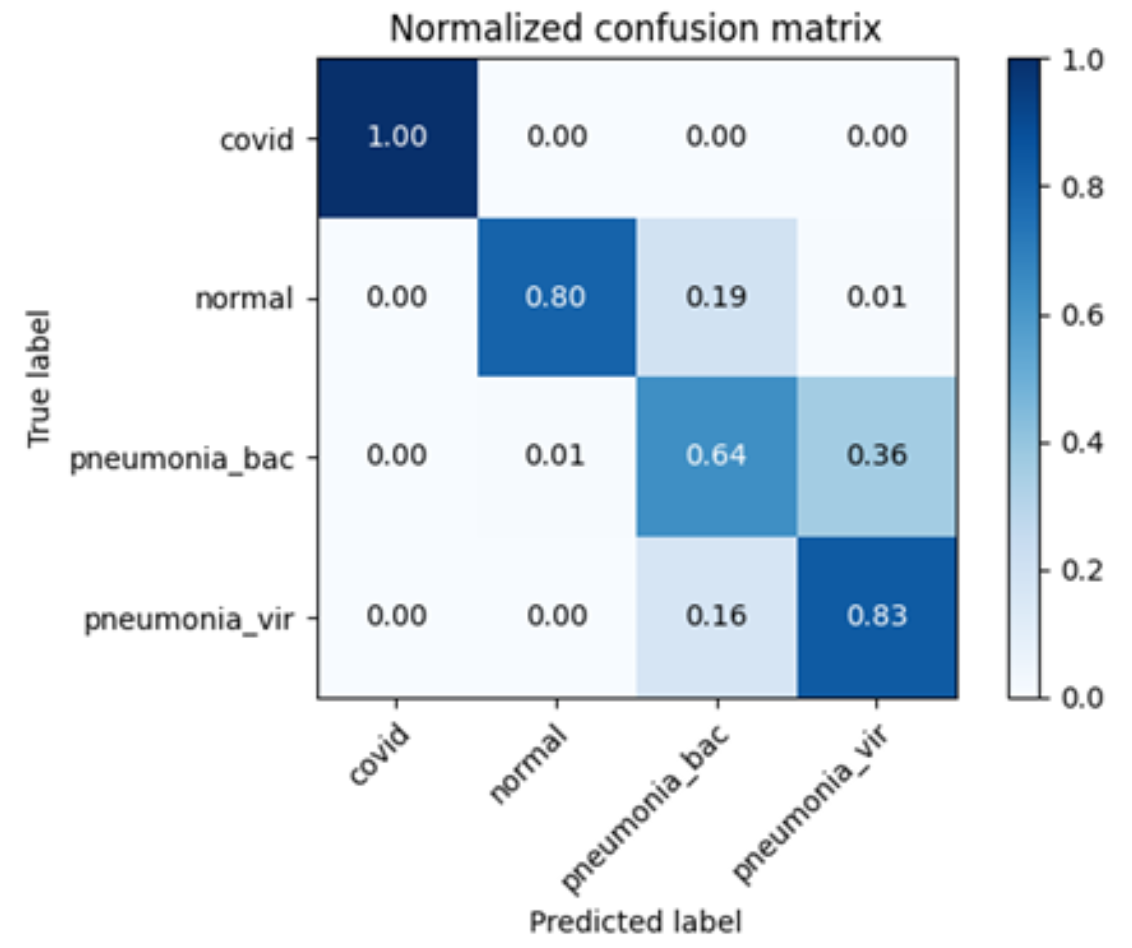 Normalized confusion matrix
True label
covid
normal
pneumonia_bac
pneumonia_vir
1.00 0.00 0.00 0.00
0.00 0.80 0.19 0.01
0.00 0.01 0.64 0.36
0.00 0.00 0.16 0.83
covid
normal
pneumonia_bac
pneumonia_vir
Predicted label
1.0
0.8
0.6
0.4
0.2
0.0